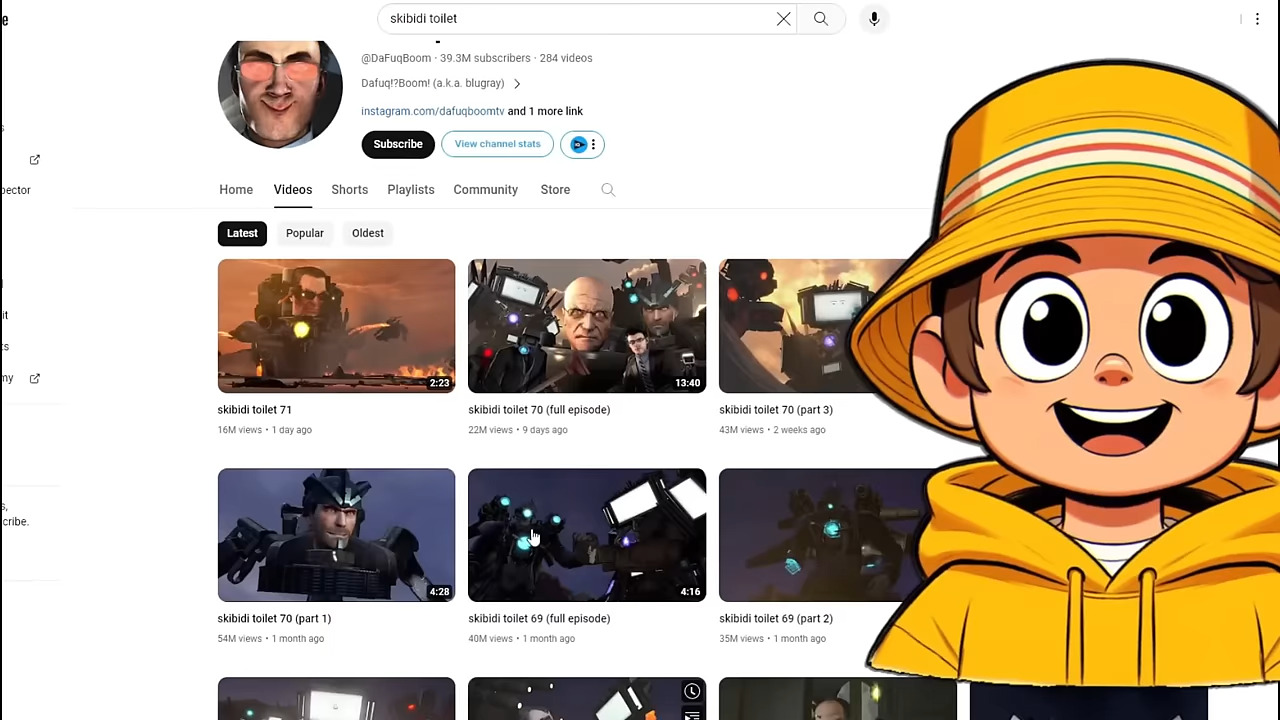 e
skibidi toilet
@DaFuqBoom · 39.3M subscribers · 284 videos
Dafuq!?Boom! (a.k.a. blugray)
instagram.com/dafuqboomtv and 1 more link
Subscribe
View channel stats
s
pector
Home
Videos
Shorts
Playlists
Community
Store
Latest
Popular
Oldest
it
ts
my
2:23
13:40
skibidi toilet 71
skibidi toilet 70 (full episode)
skibidi toilet 70 (part 3)
16M views • 1 day ago
22M views • 9 days ago
43M views • 2 weeks ago
s,
cribe.
4:28
4:16
skibidi toilet 70 (part 1)
skibidi toilet 69 (full episode)
skibidi toilet 69 (part 2)
54M views • 1 month ago
40M views • 1 month ago
35M views • 1 month ago